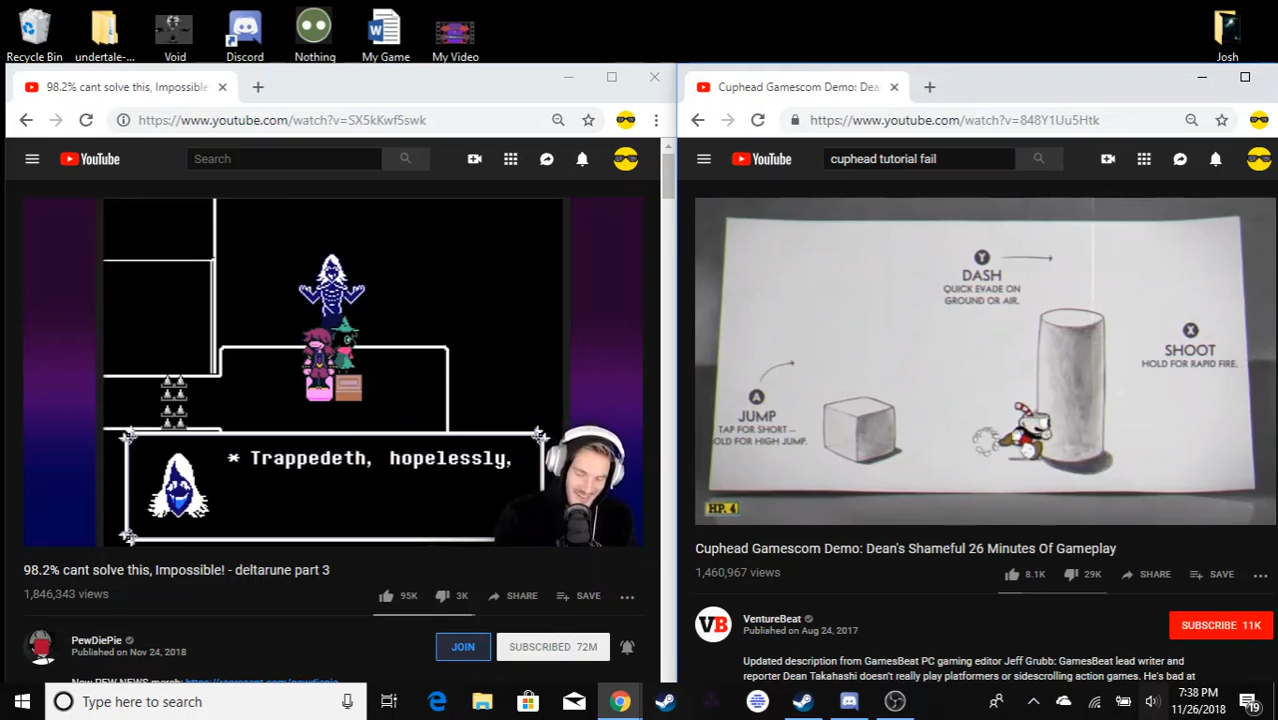 Recycle Bin
undertale-...
Void
Discord
Nothing
My Game
My Video
Josh
98.2% cant solve this, Impossible
https://www.youtube.com/watch?v=SX5kKwf5swk
YouTube
Search
* Trappedeth, hopelessly,
98.2% cant solve this, Impossible! - deltarune part 3
1,846,343 views
95K
3K
SHARE
SAVE
PewDiePie
Published on Nov 24, 2018
JOIN
SUBSCRIBED 72M
Cuphead Gamescom Demo: Dea
https://www.youtube.com/watch?v=848Y1Uu5Htk
YouTube
cuphead tutorial fail
Y
DASH
QUICK EVADE ON
GROUND OR AIR.
X
SHOOT
HOLD FOR RAPID FIRE.
A
JUMP
TAP FOR SHORT –
OLD FOR HIGH JUMP.
HP. 4
Cuphead Gamescom Demo: Dean's Shameful 26 Minutes Of Gameplay
1,460,967 views
8.1K
29K
SHARE
SAVE
VB
VentureBeat
Published on Aug 24, 2017
SUBSCRIBE 11K
Updated description from GamesBeat PC gaming editor Jeff Grubb: GamesBeat lead writer and
reporter Dean Takahashi doesn't really play platformers or sidescrolling action games. He's bad at
Type here to search
7:38 PM
11/26/2018
19